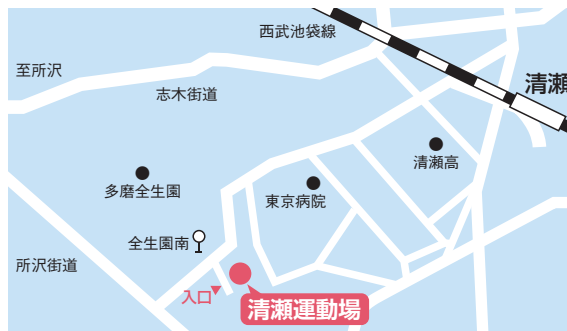 西武池袋線
至所沢
清瀬
志木街道
清瀬高
多磨全生園
東京病院
全生園南
所沢街道
入口
清瀬運動場